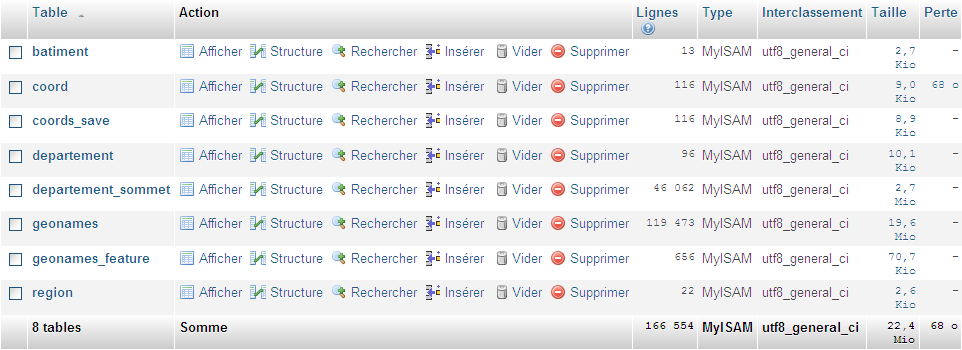 Table Action Lignes Type Interclassement Taille Perte
batiment Afficher Structure Rechercher Insérer Vider Supprimer 13 MyISAM utf8_general_ci 2,7 Kio -
coord Afficher Structure Rechercher Insérer Vider Supprimer 116 MyISAM utf8_general_ci 9,0 Kio 68 o
coords_save Afficher Structure Rechercher Insérer Vider Supprimer 116 MyISAM utf8_general_ci 8,9 Kio -
departement Afficher Structure Rechercher Insérer Vider Supprimer 96 MyISAM utf8_general_ci 10,1 Kio -
departement_sommet Afficher Structure Rechercher Insérer Vider Supprimer 46 062 MyISAM utf8_general_ci 2,7 Mio -
geonames Afficher Structure Rechercher Insérer Vider Supprimer 119 473 MyISAM utf8_general_ci 19,6 Mio -
geonames_feature Afficher Structure Rechercher Insérer Vider Supprimer 656 MyISAM utf8_general_ci 70,7 Kio -
region Afficher Structure Rechercher Insérer Vider Supprimer 22 MyISAM utf8_general_ci 2,6 Kio -
8 tables Somme 166 554 MyISAM utf8_general_ci 22,4 Mio 68 o